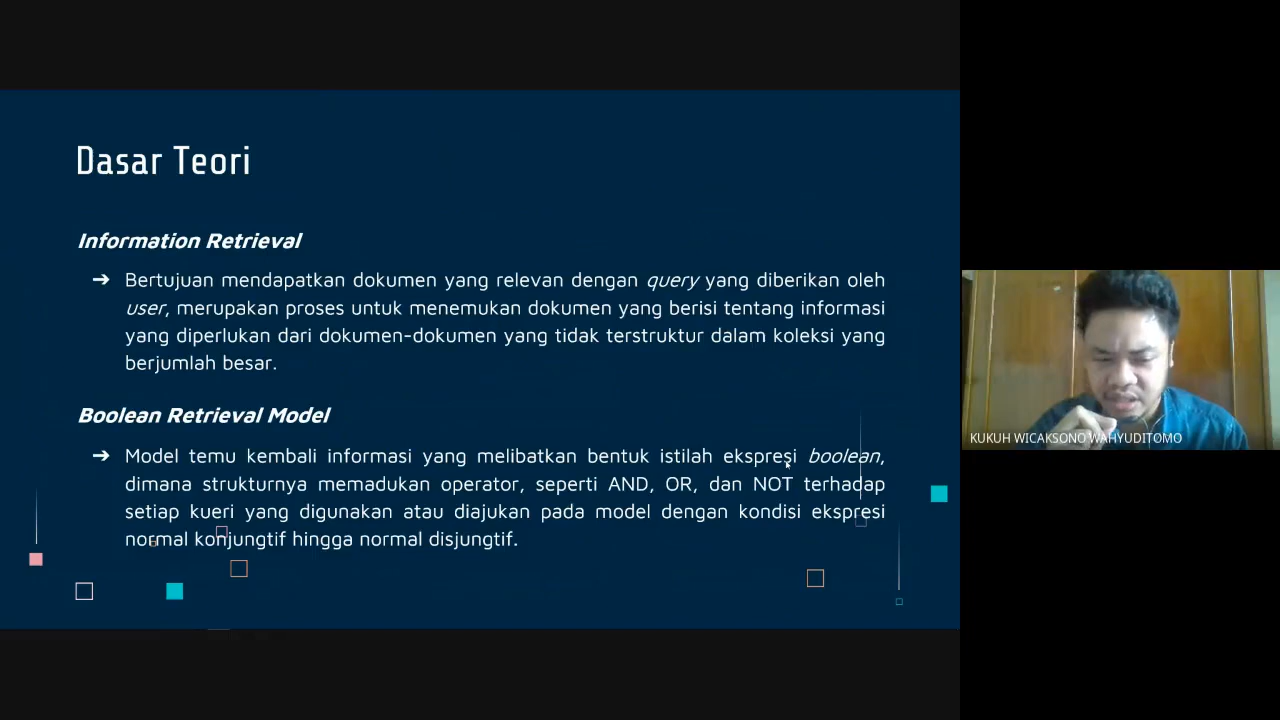 Dasar Teori
Information Retrieval
➔ Bertujuan mendapatkan dokumen yang relevan dengan query yang diberikan oleh
user, merupakan proses untuk menemukan dokumen yang berisi tentang informasi
yang diperlukan dari dokumen-dokumen yang tidak terstruktur dalam koleksi yang
berjumlah besar.
Boolean Retrieval Model
➔ Model temu kembali informasi yang melibatkan bentuk istilah ekspresi boolean,
dimana strukturnya memadukan operator, seperti AND, OR, dan NOT terhadap
setiap kueri yang digunakan atau diajukan pada model dengan kondisi ekspresi
normal konjungtif hingga normal disjungtif.
KUKUH WICAKSONO WAHYUDITOMO